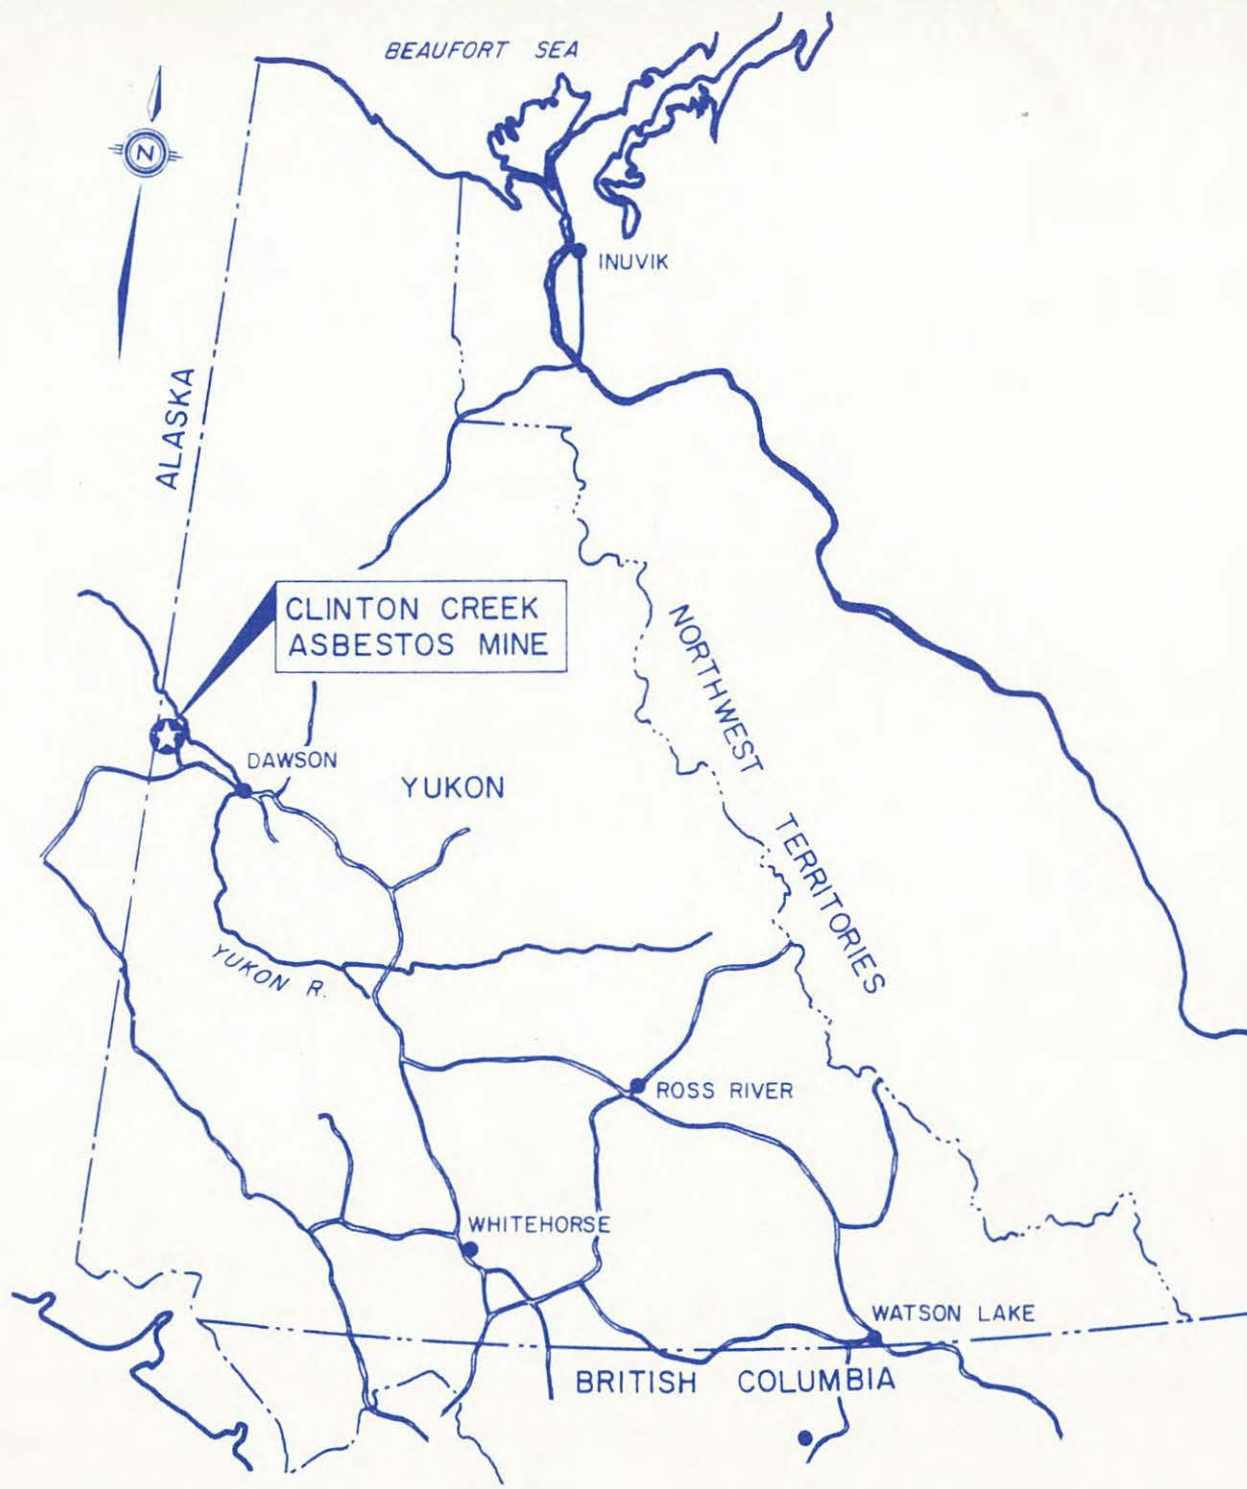 BEAUFORT SEA
N
INUVIK
ALASKA
CLINTON CREEK
ASBESTOS MINE
NORTHWEST
TERRITORIES
DAWSON
YUKON
YUKON R.
ROSS RIVER
WHITEHORSE
WATSON LAKE
BRITISH COLUMBIA